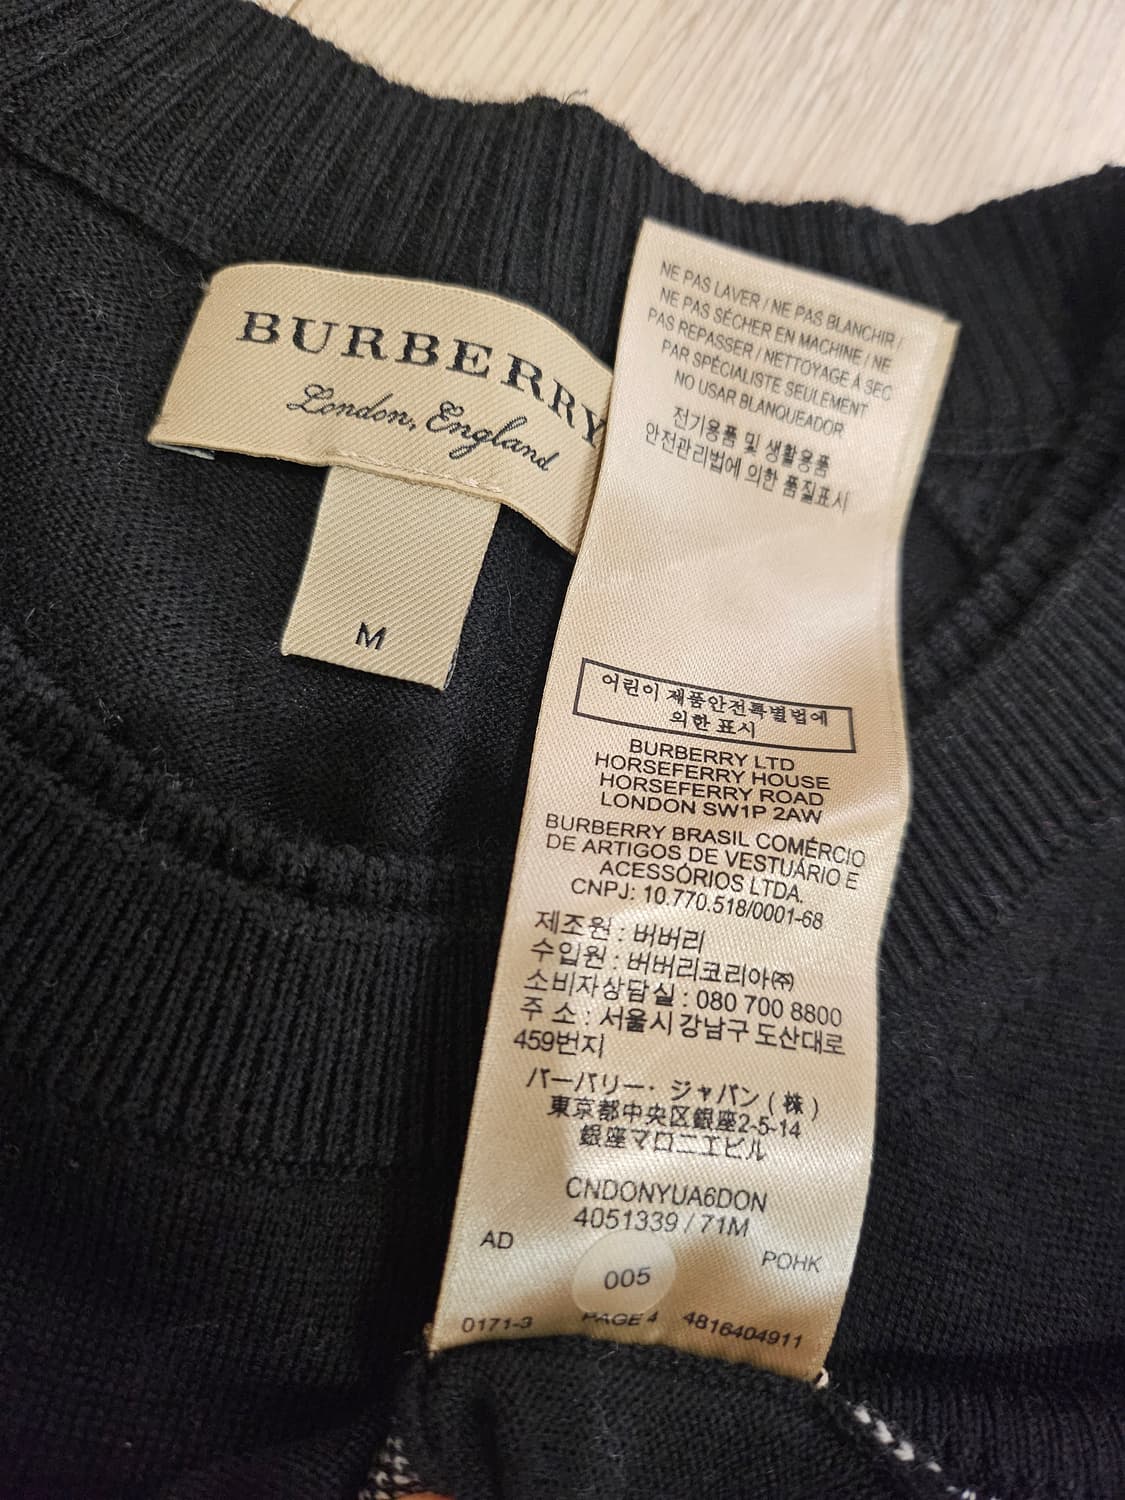 BURBERRY
London, England
M
NE PAS LAVER / NE PAS BLANCHIR /
NE PAS SÉCHER EN MACHINE / NE
PAS REPASSER / NETTOYAGE À SEC
PAR SPÉCIALISTE SEULEMENT
NO USAR BLANQUEADOR
전기용품 및 생활용품
안전관리법에 의한 품질표시
어린이 제품안전특별법에
의한 표시
BURBERRY LTD
HORSEFERRY HOUSE
HORSEFERRY ROAD
LONDON SW1P 2AW
BURBERRY BRASIL COMÉRCIO
DE ARTIGOS DE VESTUÁRIO E
ACESSÓRIOS LTDA.
CNPJ: 10.770.518/0001-68
제조원 : 버버리
수입원 : 버버리코리아㈜
소비자상담실 : 080 700 8800
주 소 : 서울시 강남구 도산대로
459번지
バーバリー・ジャパン ( 株 )
東京都中央区銀座2-5-14
銀座マロニエビル
CNDONYUA6DON
4051339 / 71M
AD
POHK
005
0171-3 PAGE 4 4816404911